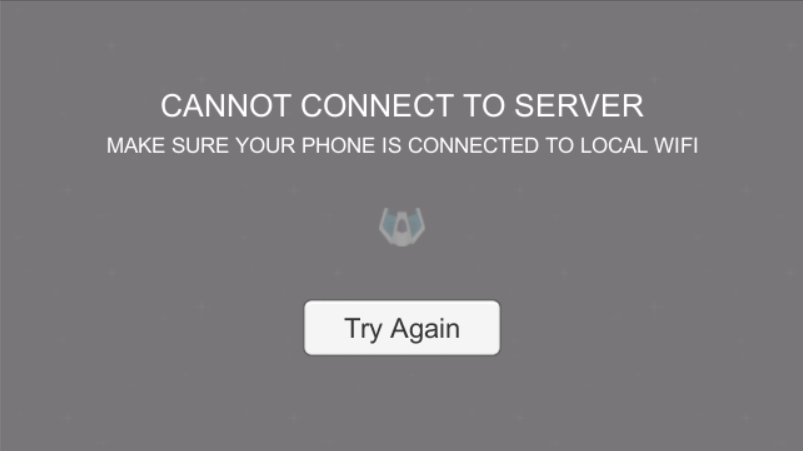 CANNOT CONNECT TO SERVER
MAKE SURE YOUR PHONE IS CONNECTED TO LOCAL WIFI
Try Again